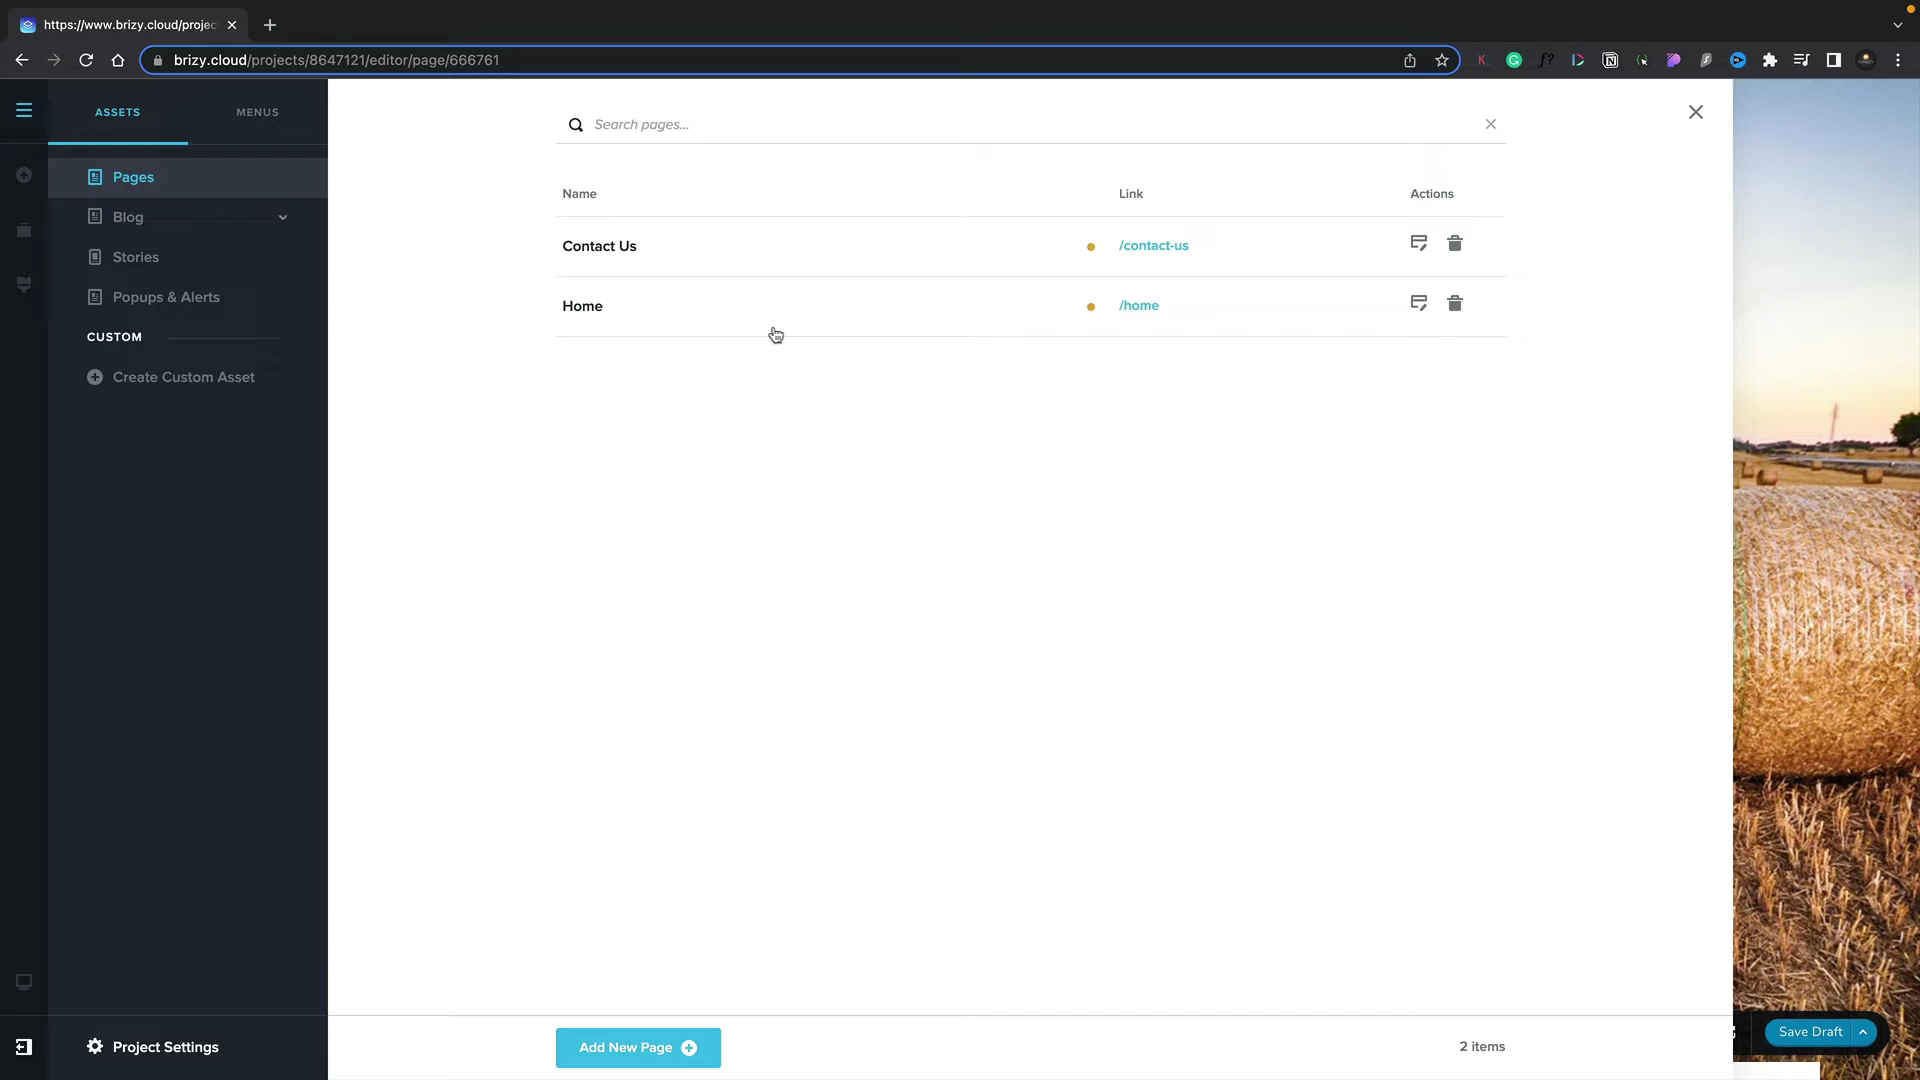 https://www.brizy.cloud/projec
brizy.cloud/projects/8647121/editor/page/666761
ASSETS
MENUS
Search pages...
Pages
Name
Link
Actions
Blog
Contact Us
/contact-us
Stories
Popups & Alerts
Home
/home
CUSTOM
Create Custom Asset
Project Settings
Add New Page
2 items
Save Draft